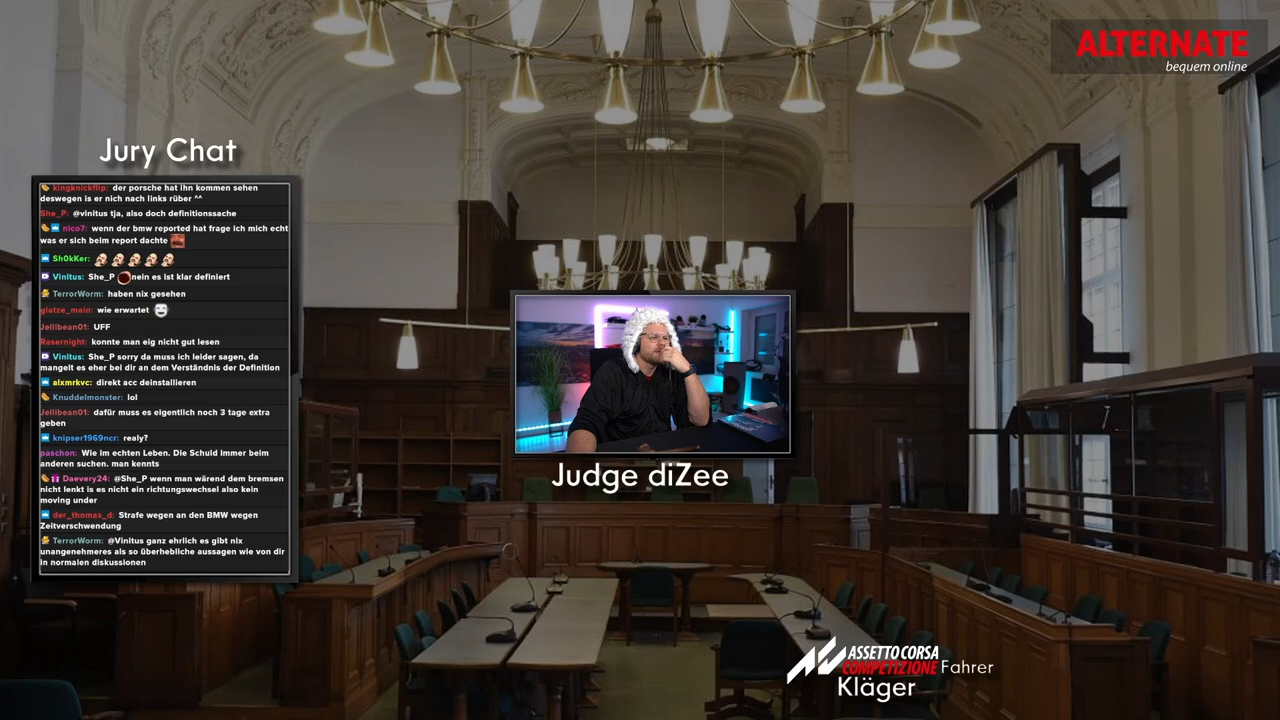 ALTERNATE
bequem online
Jury Chat
kingknickflip: der porsche hat ihn kommen sehen
deswegen is er nich nach links rüber ^^
She_P: @vinitus tja, also doch definitionssache
nico7: wenn der bmw reported hat frage ich mich echt
was er sich beim report dachte
Sh0kKer:
Vinitus: She_P nein es ist klar definiert
TerrorWorm: haben nix gesehen
glatze_main: wie erwartet
Jellibean01: UFF
Rasernight: konnte man eig nicht gut lesen
Vinitus: She_P sorry da muss ich leider sagen, da
mangelt es eher bei dir an dem Verständnis der Definition
alxmrkvc: direkt acc deinstallieren
Knuddelmonster: lol
Jellibean01: dafür muss es eigentlich noch 3 tage extra
geben
knipser1969ncr: realy?
paschon: Wie im echten Leben. Die Schuld immer beim
anderen suchen. man kennts
Daevery24: @She_P wenn man wärend dem bremsen
nicht lenkt is es nicht ein richtungswechsel also kein
moving under
der_thomas_d: Strafe wegen an den BMW wegen
Zeitverschwendung
TerrorWorm: @Vinitus ganz ehrlich es gibt nix
unangenehmeres als so überhebliche aussagen wie von dir
in normalen diskussionen
Judge diZee
ASSETTO CORSA
COMPETIZIONE Fahrer
Kläger